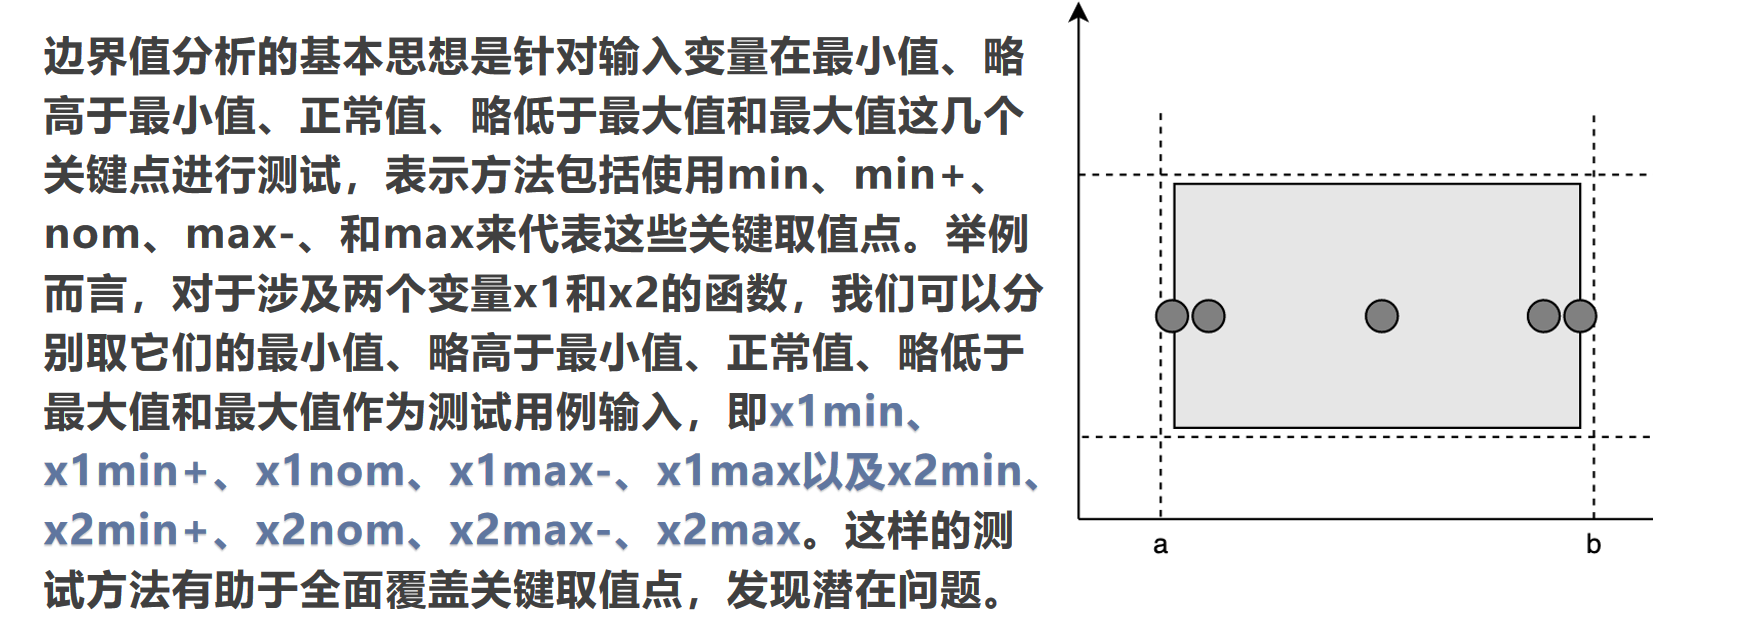 边界值分析的基本思想是针对输入变量在最小值、略
高于最小值、正常值、略低于最大值和最大值这几个
关键点进行测试，表示方法包括使用min、min+、
nom、max-、和max来代表这些关键取值点。举例
而言，对于涉及两个变量x1和x2的函数，我们可以分
别取它们的最小值、略高于最小值、正常值、略低于
最大值和最大值作为测试用例输入，即x1min、
x1min+、x1nom、x1max-、x1max以及x2min、
x2min+、x2nom、x2max-、x2max。这样的测
试方法有助于全面覆盖关键取值点，发现潜在问题。
a
b